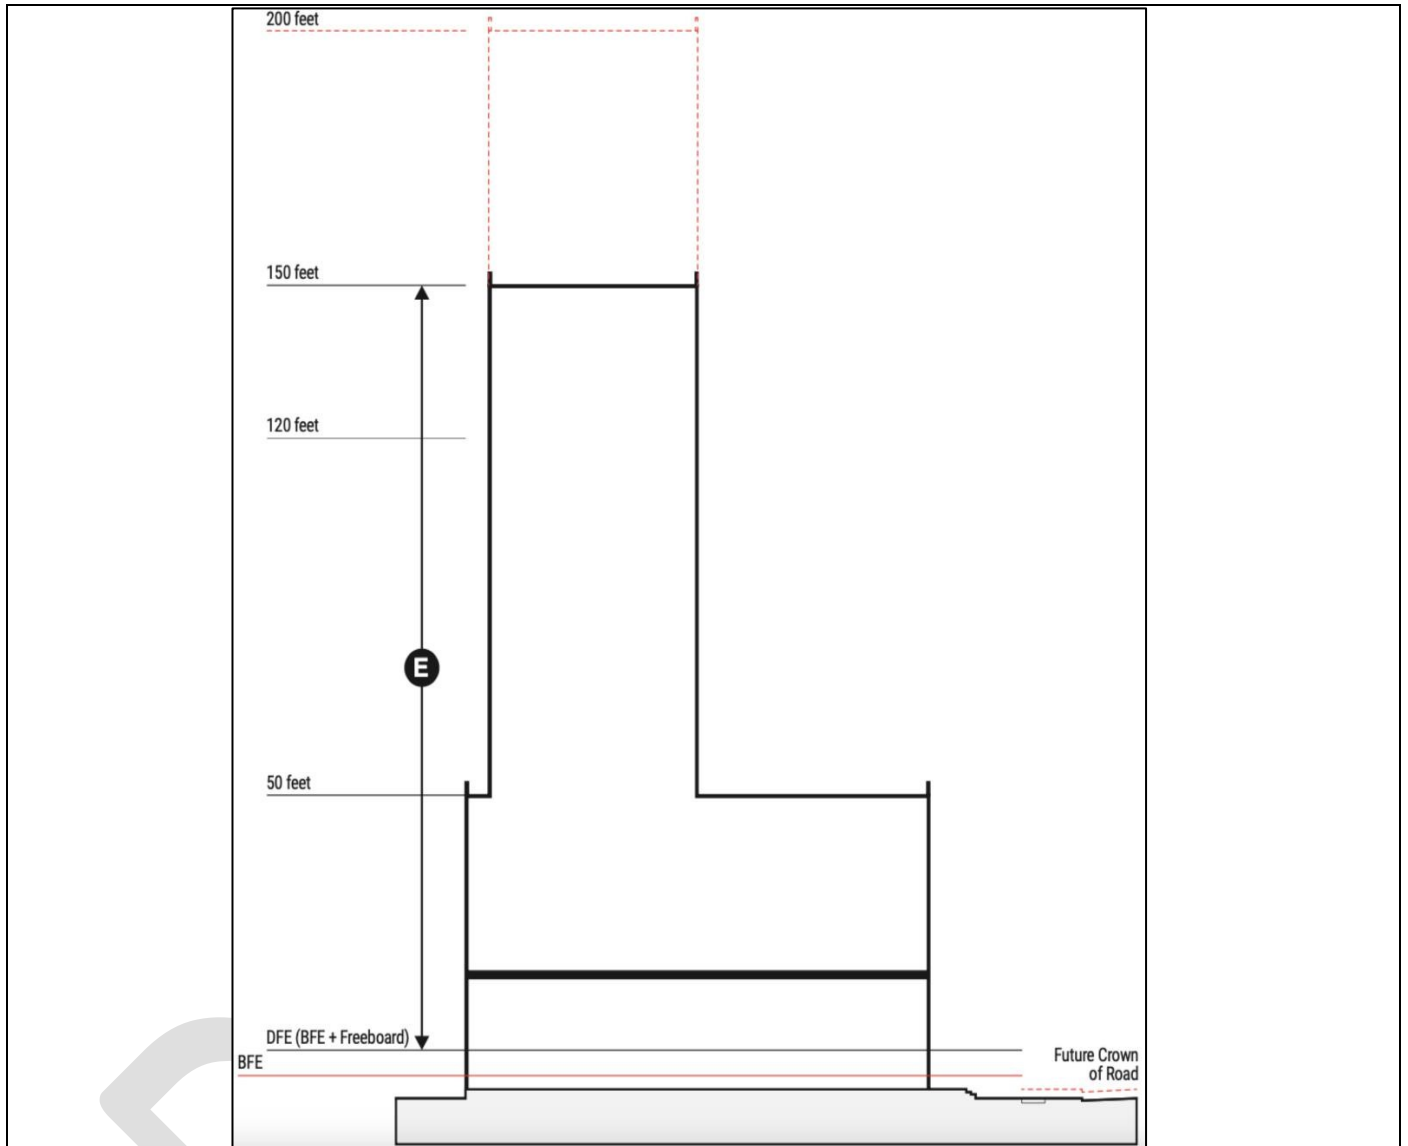 200 feet
150 feet
120 feet
E
50 feet
DFE (BFE + Freeboard)
BFE
Future Crown
of Road